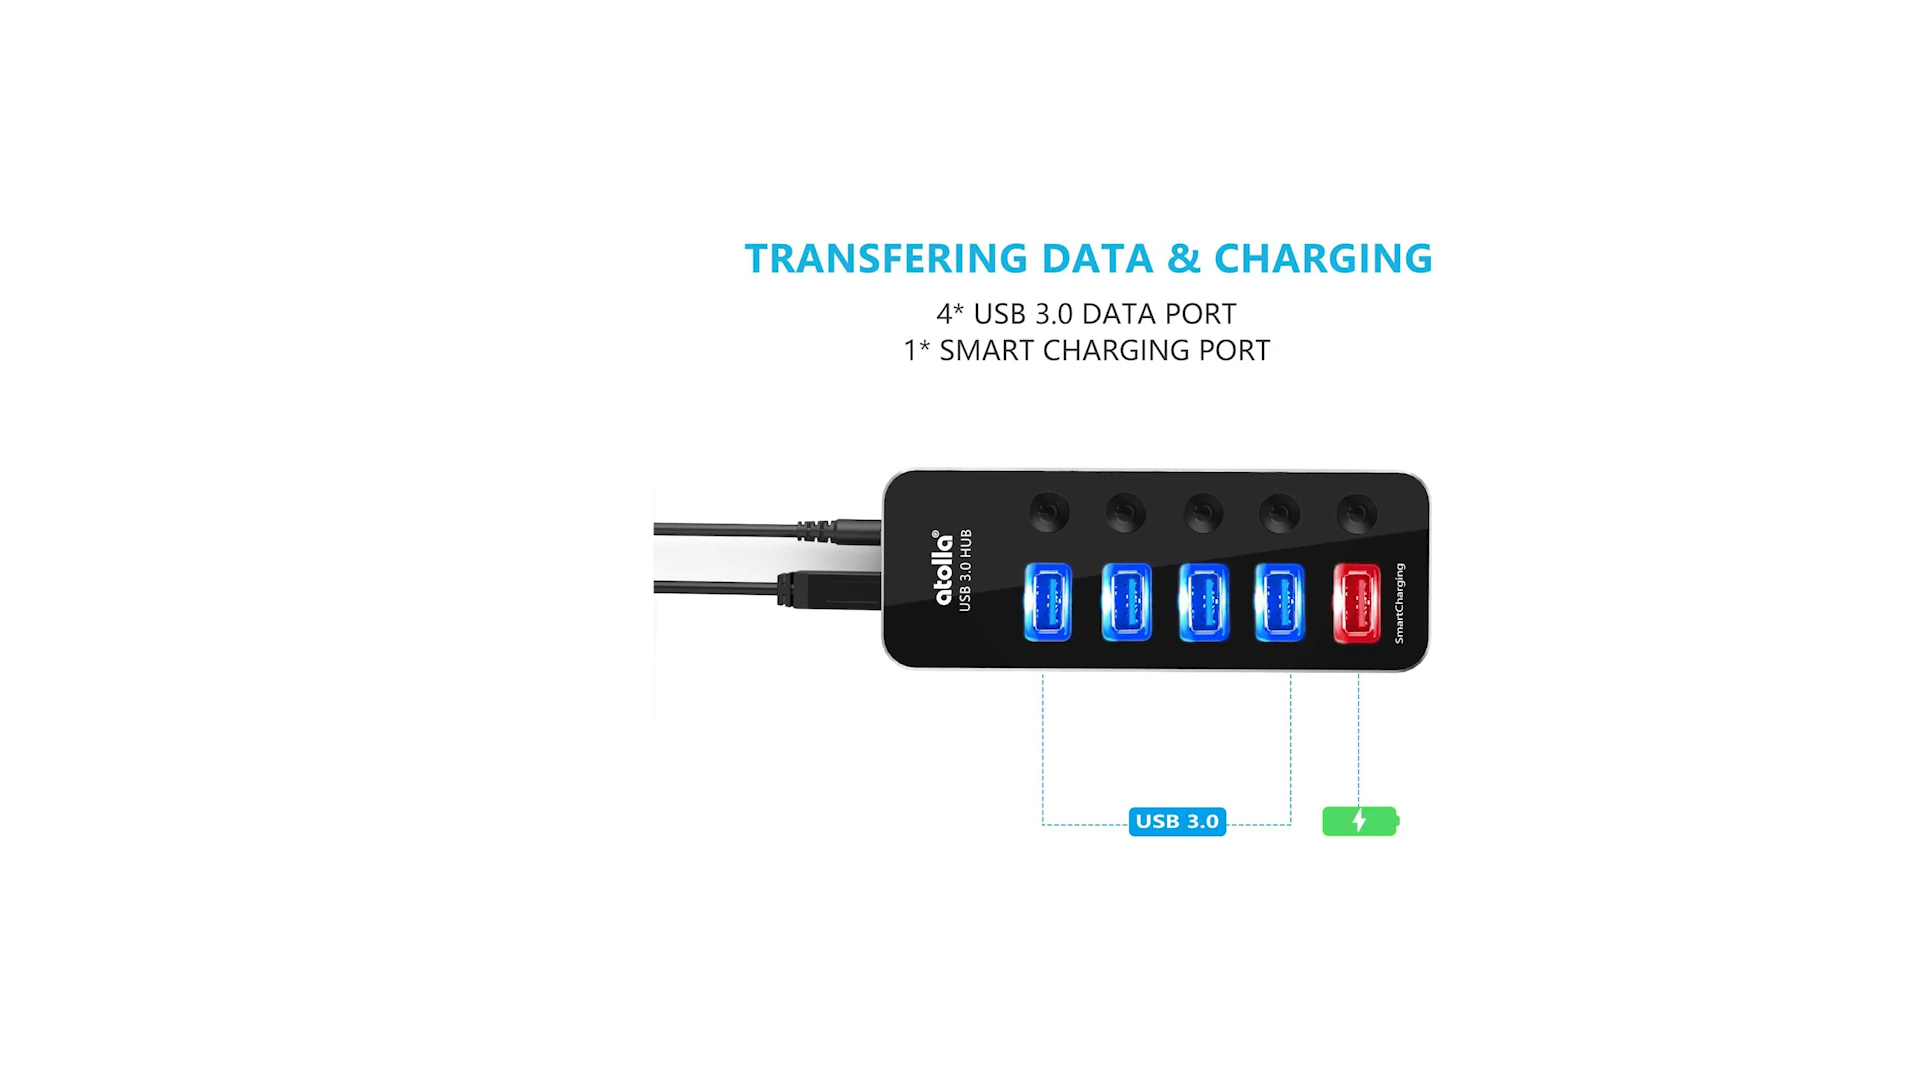 TRANSFERING DATA & CHARGING
4* USB 3.0 DATA PORT
1* SMART CHARGING PORT
atolla®
USB 3.0 HUB
SmartCharging
USB 3.0